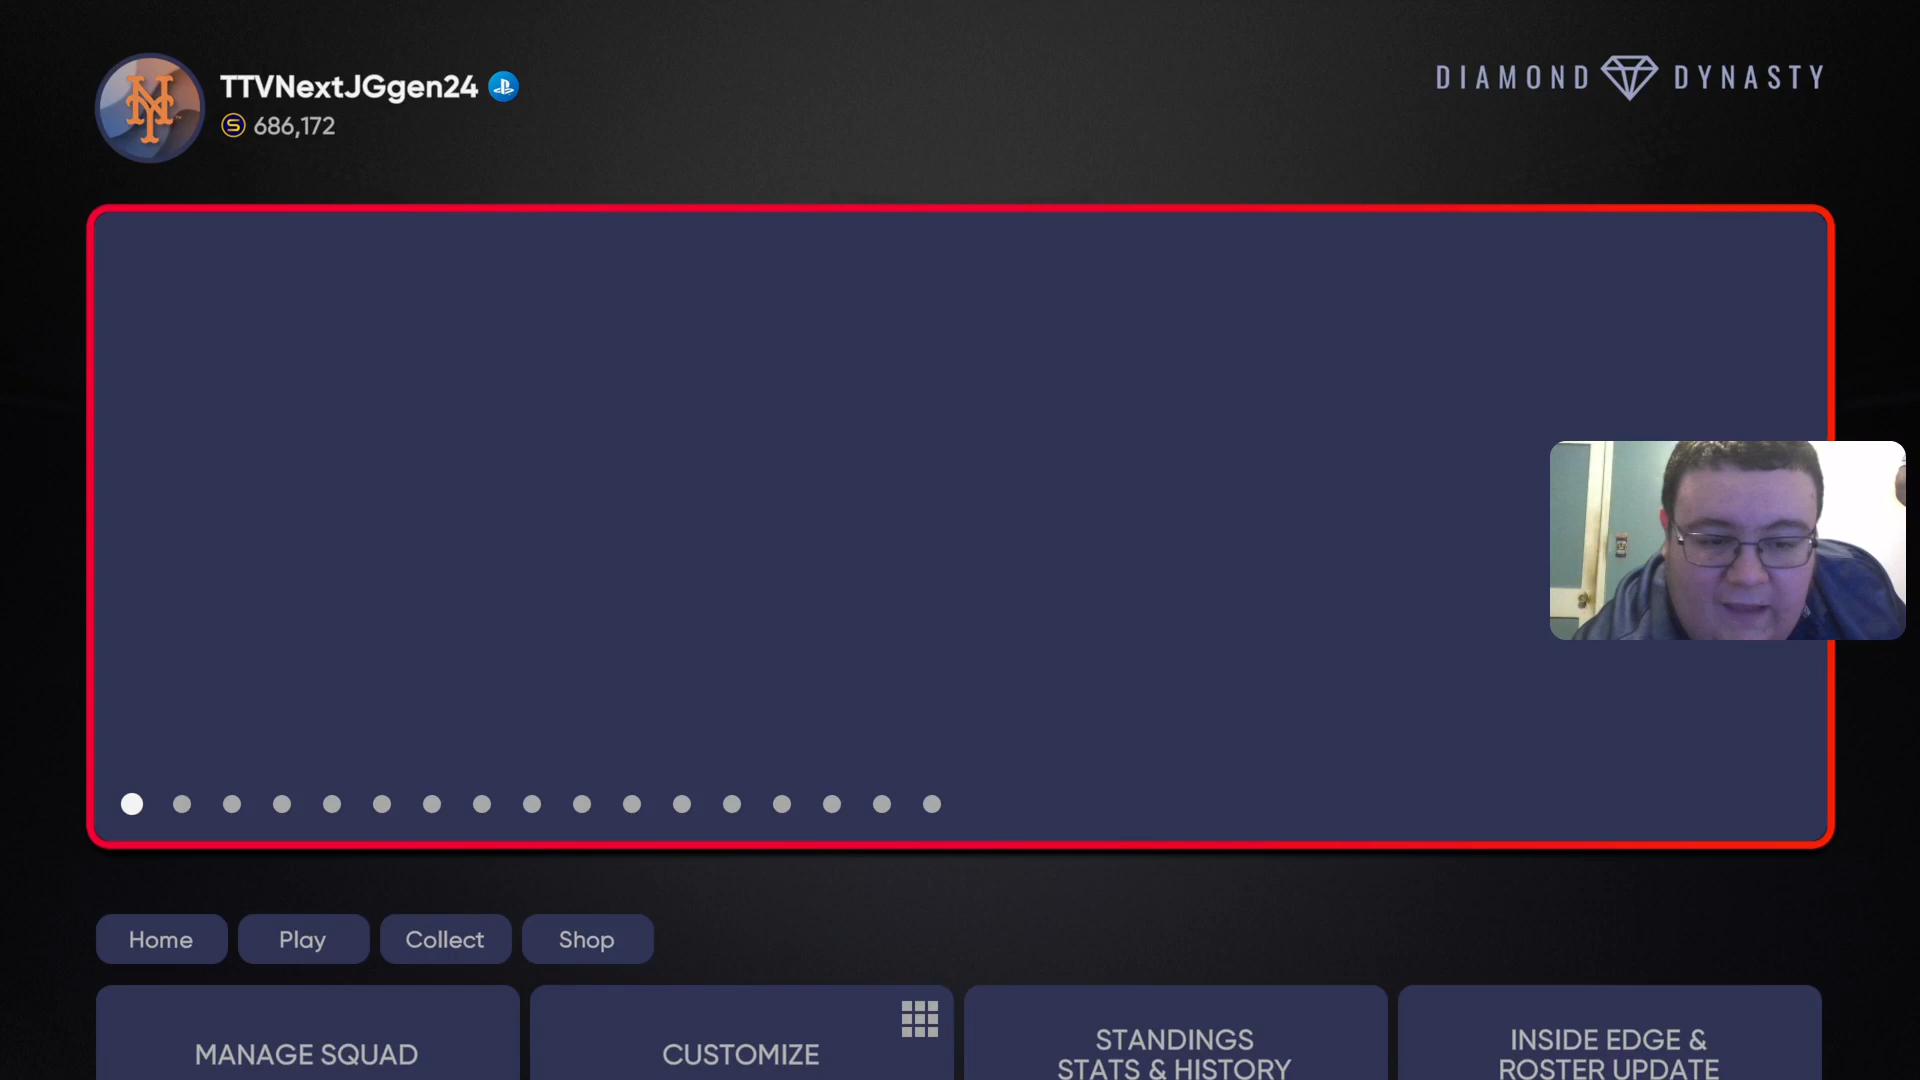 TTVNextJGgen24
686,172
DIAMOND DYNASTY
Home
Play
Collect
Shop
MANAGE SQUAD
CUSTOMIZE
STANDINGS
STATS & HISTORY
INSIDE EDGE &
ROSTER UPDATE